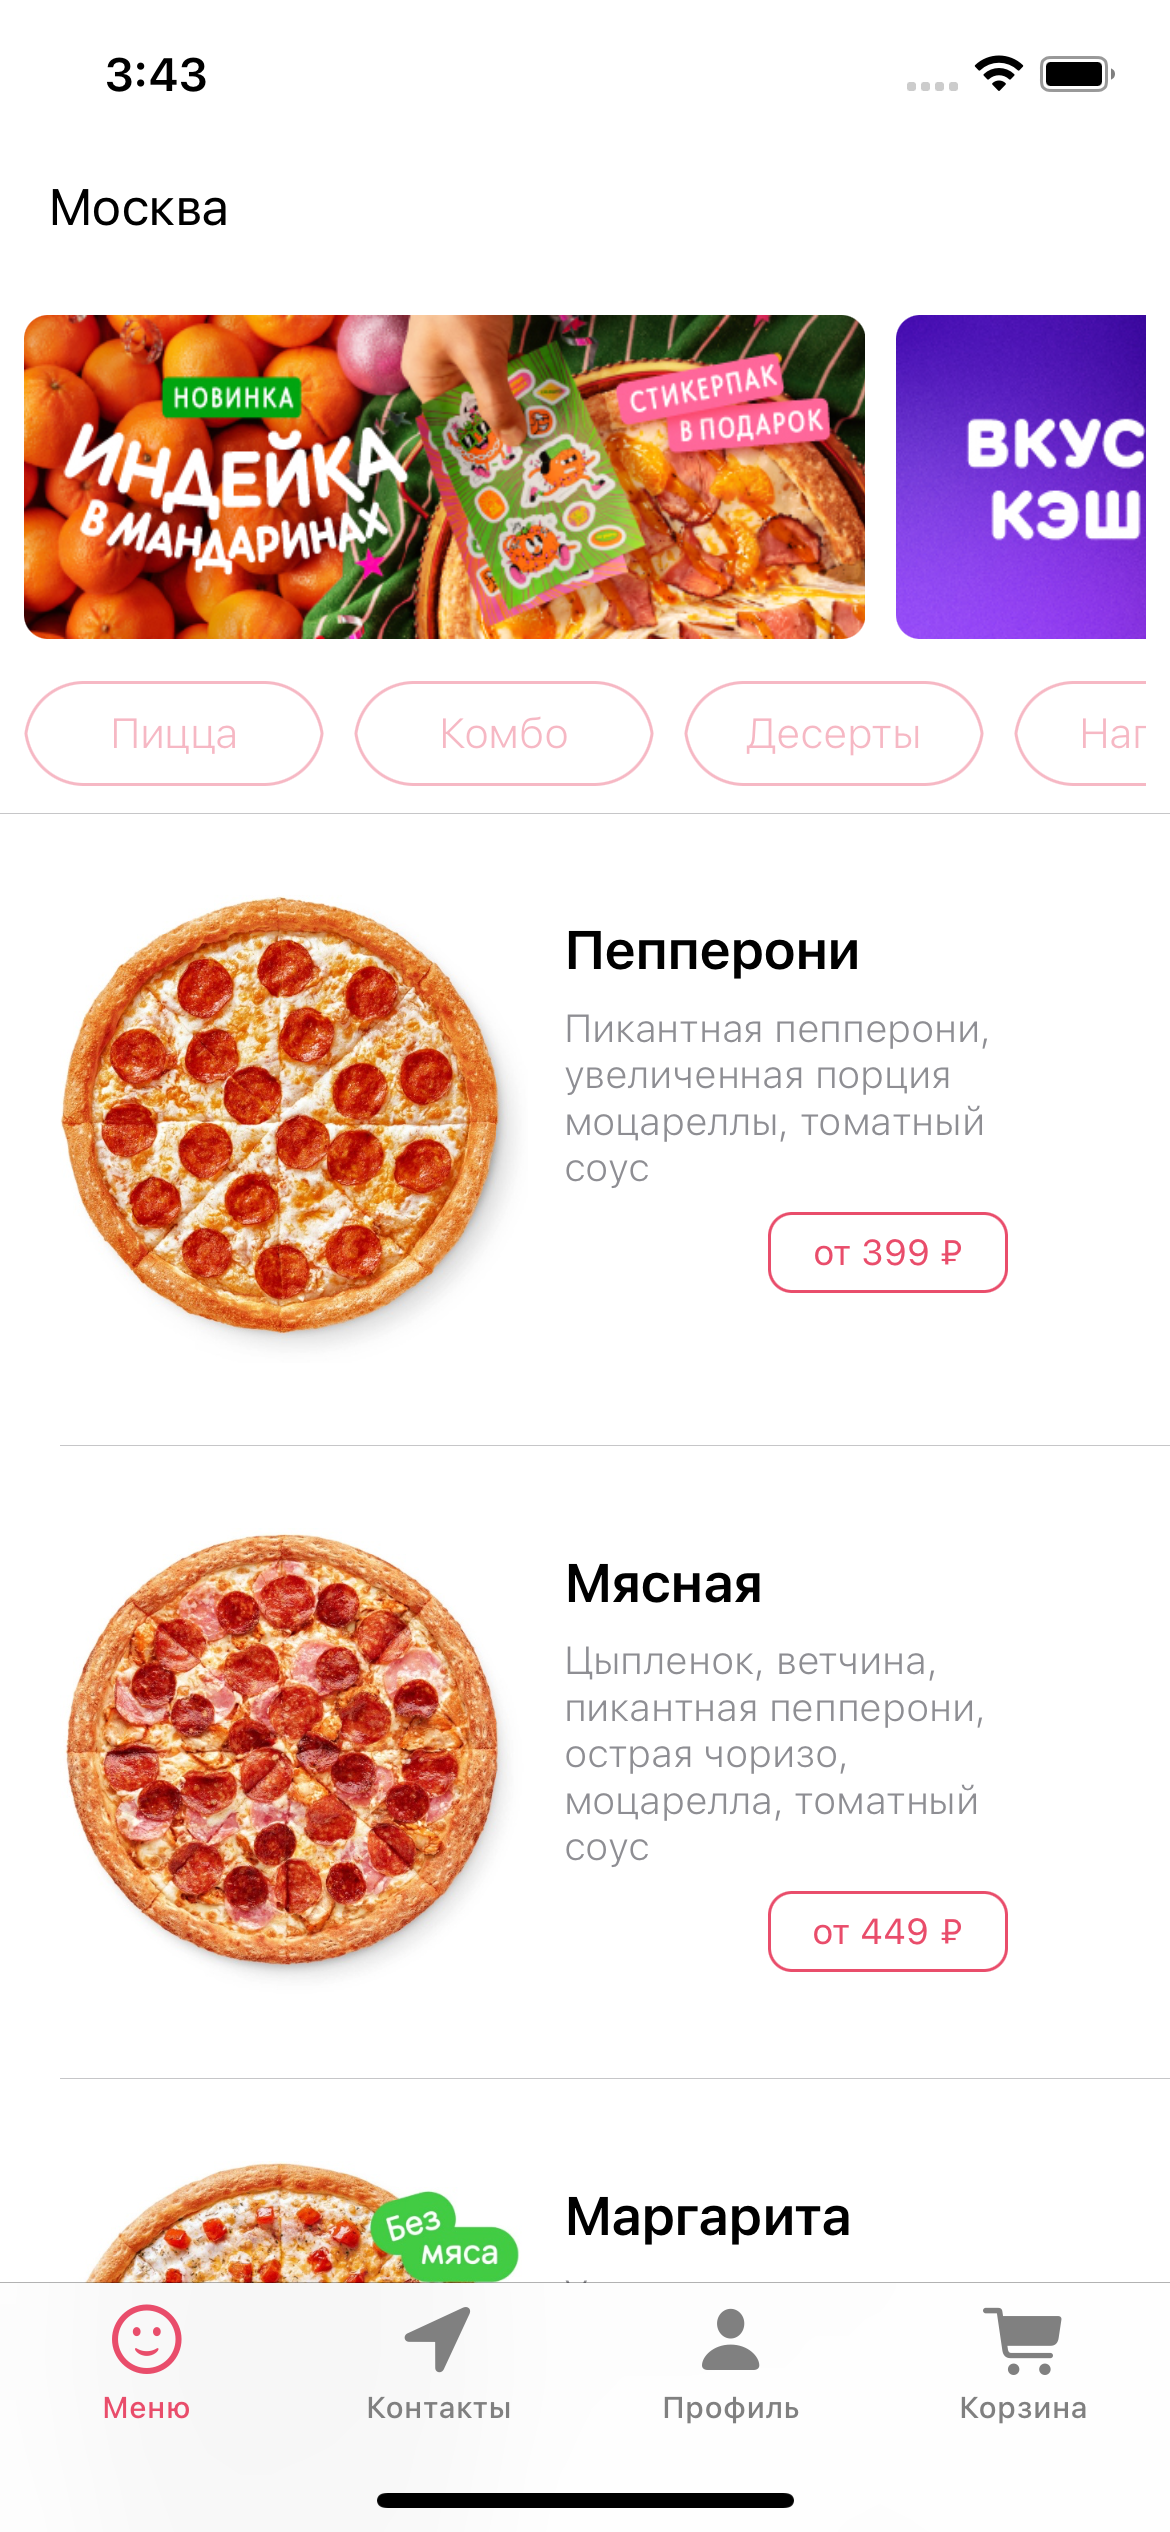 3:43
Москва
НОВИНКА
ИНДЕЙКА
В МАНДАРИНАХ
СТИКЕРПАК
В ПОДАРОК
ВКУС
КЭШ
Пицца
Комбо
Десерты
Пепперони
Пикантная пепперони,
увеличенная порция
моцареллы, томатный
соус
от 399 ₽
Мясная
Цыпленок, ветчина,
пикантная пепперони,
острая чоризо,
моцарелла, томатный
соус
от 449 ₽
Без
мяса
Маргарита
Меню
Контакты
Профиль
Корзина